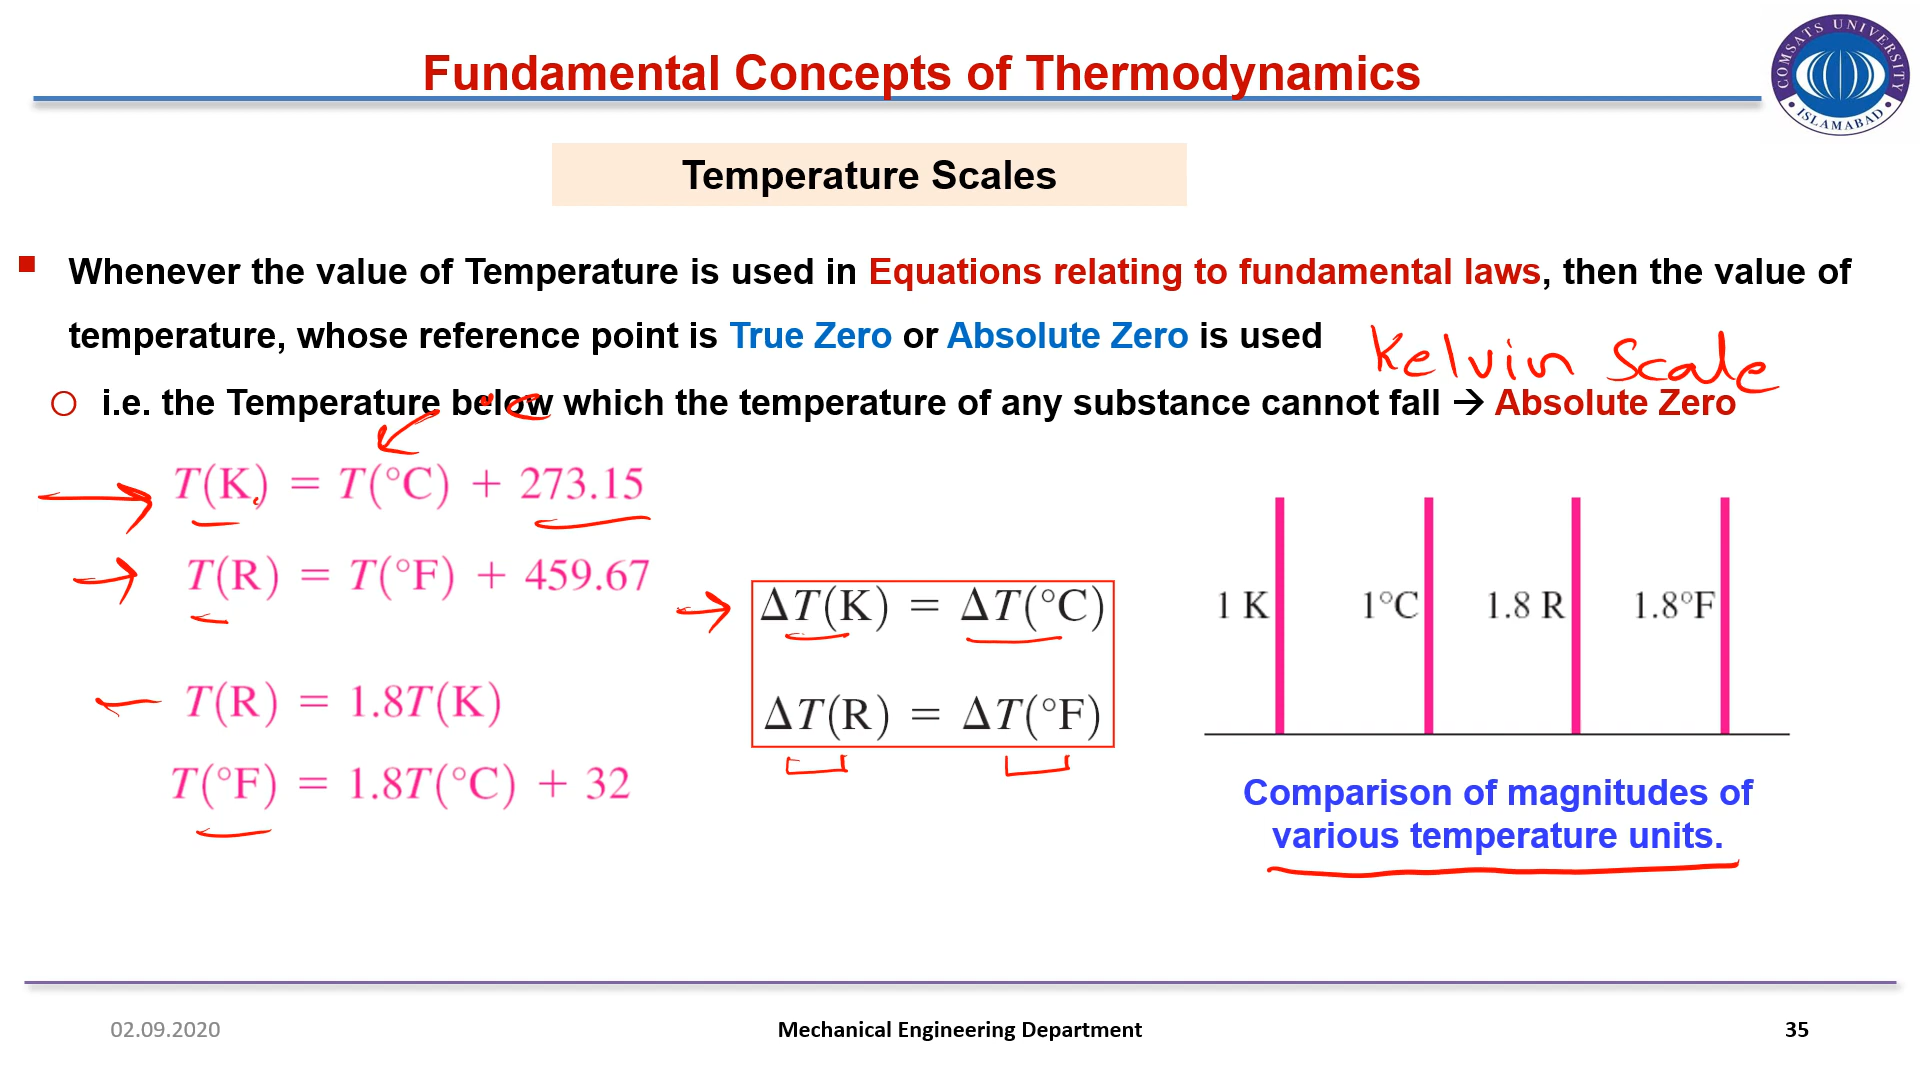 Fundamental Concepts of Thermodynamics
COMSATS UNIVERSITY
• ISLAMABAD •
Temperature Scales
▪ Whenever the value of Temperature is used in Equations relating to fundamental laws, then the value of
temperature, whose reference point is True Zero or Absolute Zero is used
Kelvin Scale
○ i.e. the Temperature below which the temperature of any substance cannot fall → Absolute Zero
T(K) = T(°C) + 273.15
T(R) = T(°F) + 459.67
T(R) = 1.8T(K)
T(°F) = 1.8T(°C) + 32
ΔT(K) = ΔT(°C)
ΔT(R) = ΔT(°F)
1 K 1°C 1.8 R 1.8°F
Comparison of magnitudes of
various temperature units.
02.09.2020 Mechanical Engineering Department 35